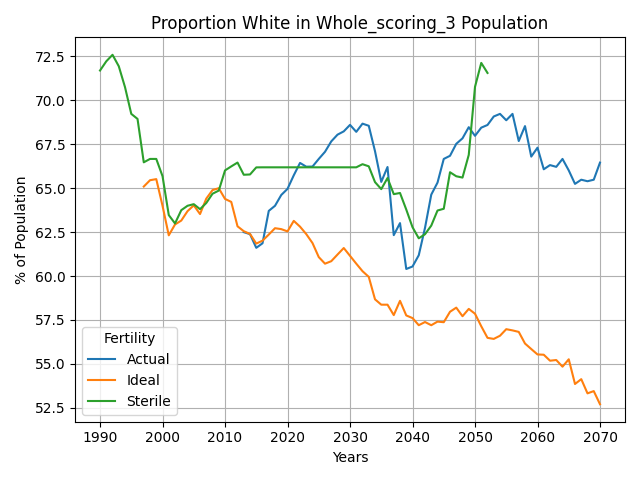 Proportion White in Whole_scoring_3 Population
% of Population
72.5
70.0
67.5
65.0
62.5
60.0
57.5
55.0
52.5
Fertility
Actual
Ideal
Sterile
1990 2000 2010 2020 2030 2040 2050 2060 2070
Years